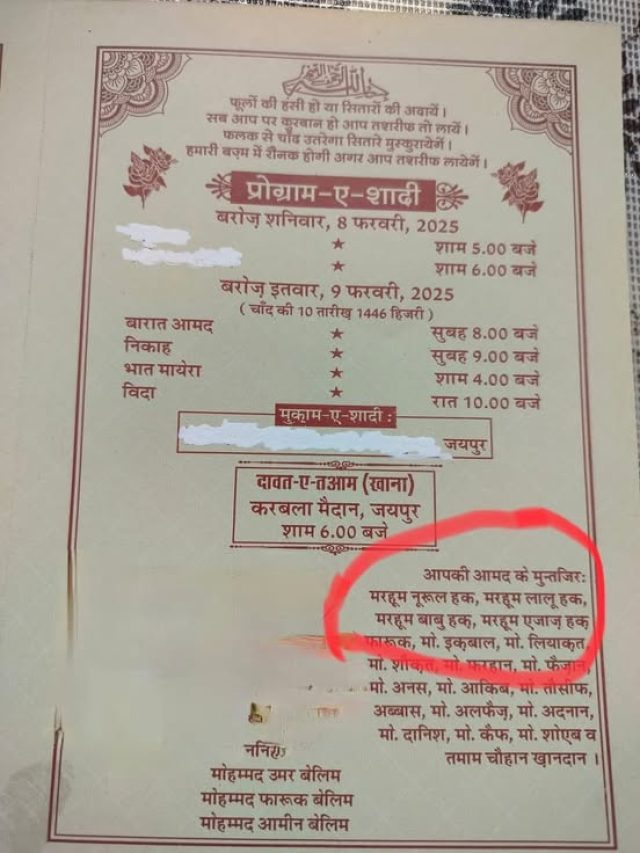 फूलों की हसी हो या सितारों की अदायें।
सब आप पर कुरबान हो आप तशरीफ तो लायें।
फलक से चाँद उतरेगा सितारे मुस्कुरायेगें।
हमारी बज़्म में रौनक होगी अगर आप तशरीफ लायेगें।
प्रोग्राम-ए-शादी
बरोज़ शनिवार, 8 फरवरी, 2025
शाम 5.00 बजे
शाम 6.00 बजे
बरोज़ इतवार, 9 फरवरी, 2025
( चाँद की 10 तारीख़ 1446 हिजरी )
बारात आमद ★ सुबह 8.00 बजे
निकाह ★ सुबह 9.00 बजे
भात मायेरा ★ शाम 4.00 बजे
विदा ★ रात 10.00 बजे
मुक़ाम-ए-शादी :
जयपुर
दावत-ए-तआम (खाना)
करबला मैदान, जयपुर
शाम 6.00 बजे
आपकी आमद के मुन्तजिर:
मरहूम नूरूल हक, मरहूम लालू हक,
मरहूम बाबु हक, मरहूम एजाज़ हक
फारूक, मो. इक़बाल, मो. लियाक़त,
मो. शौक़त, मो. फरहान, मो. फैज़ान,
मो. अनस, मो. आकिब, मो. तौसीफ,
अब्बास, मो. अलफैज़, मो. अदनान,
मो. दानिश, मो. कैफ, मो. शोएब व
तमाम चौहान ख़ानदान।
मोहम्मद उमर बेलिम
मोहम्मद फारूक बेलिम
मोहम्मद आमीन बेलिम